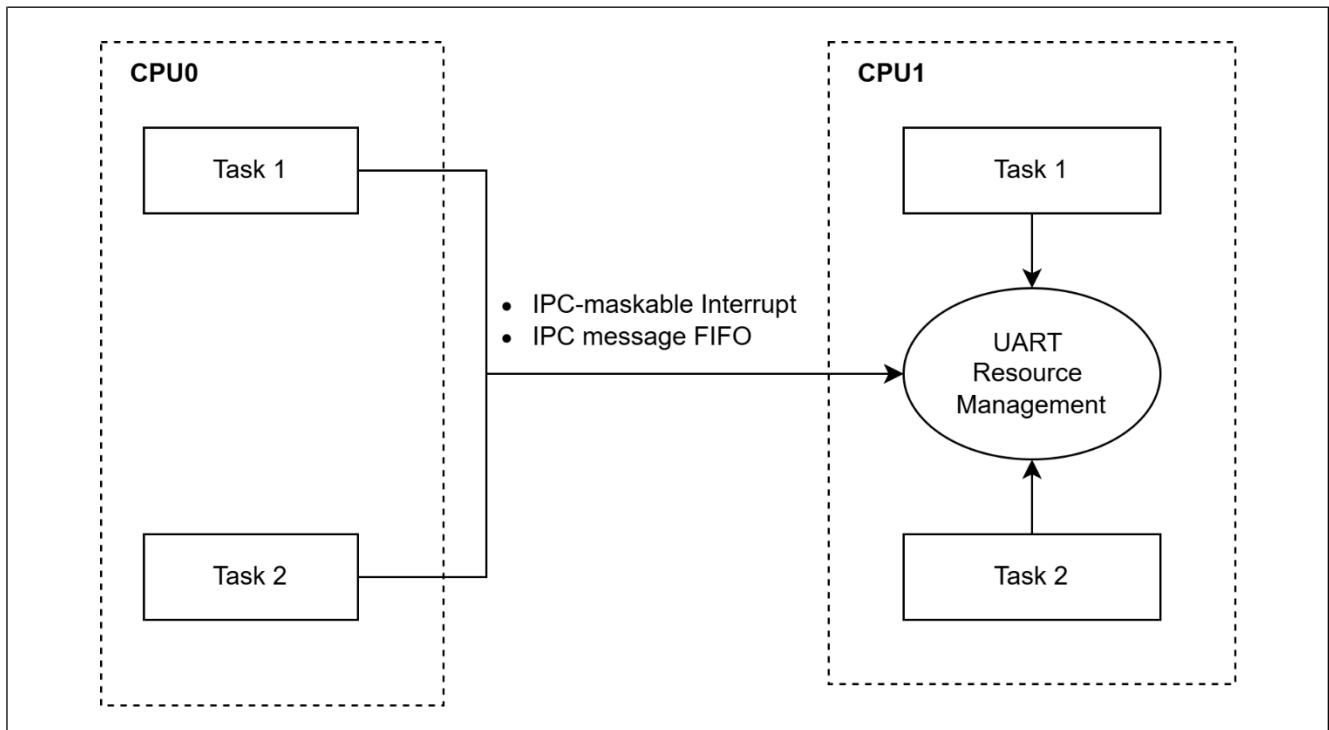 CPU0
Task 1
Task 2
• IPC-maskable Interrupt
• IPC message FIFO
CPU1
Task 1
UART
Resource
Management
Task 2